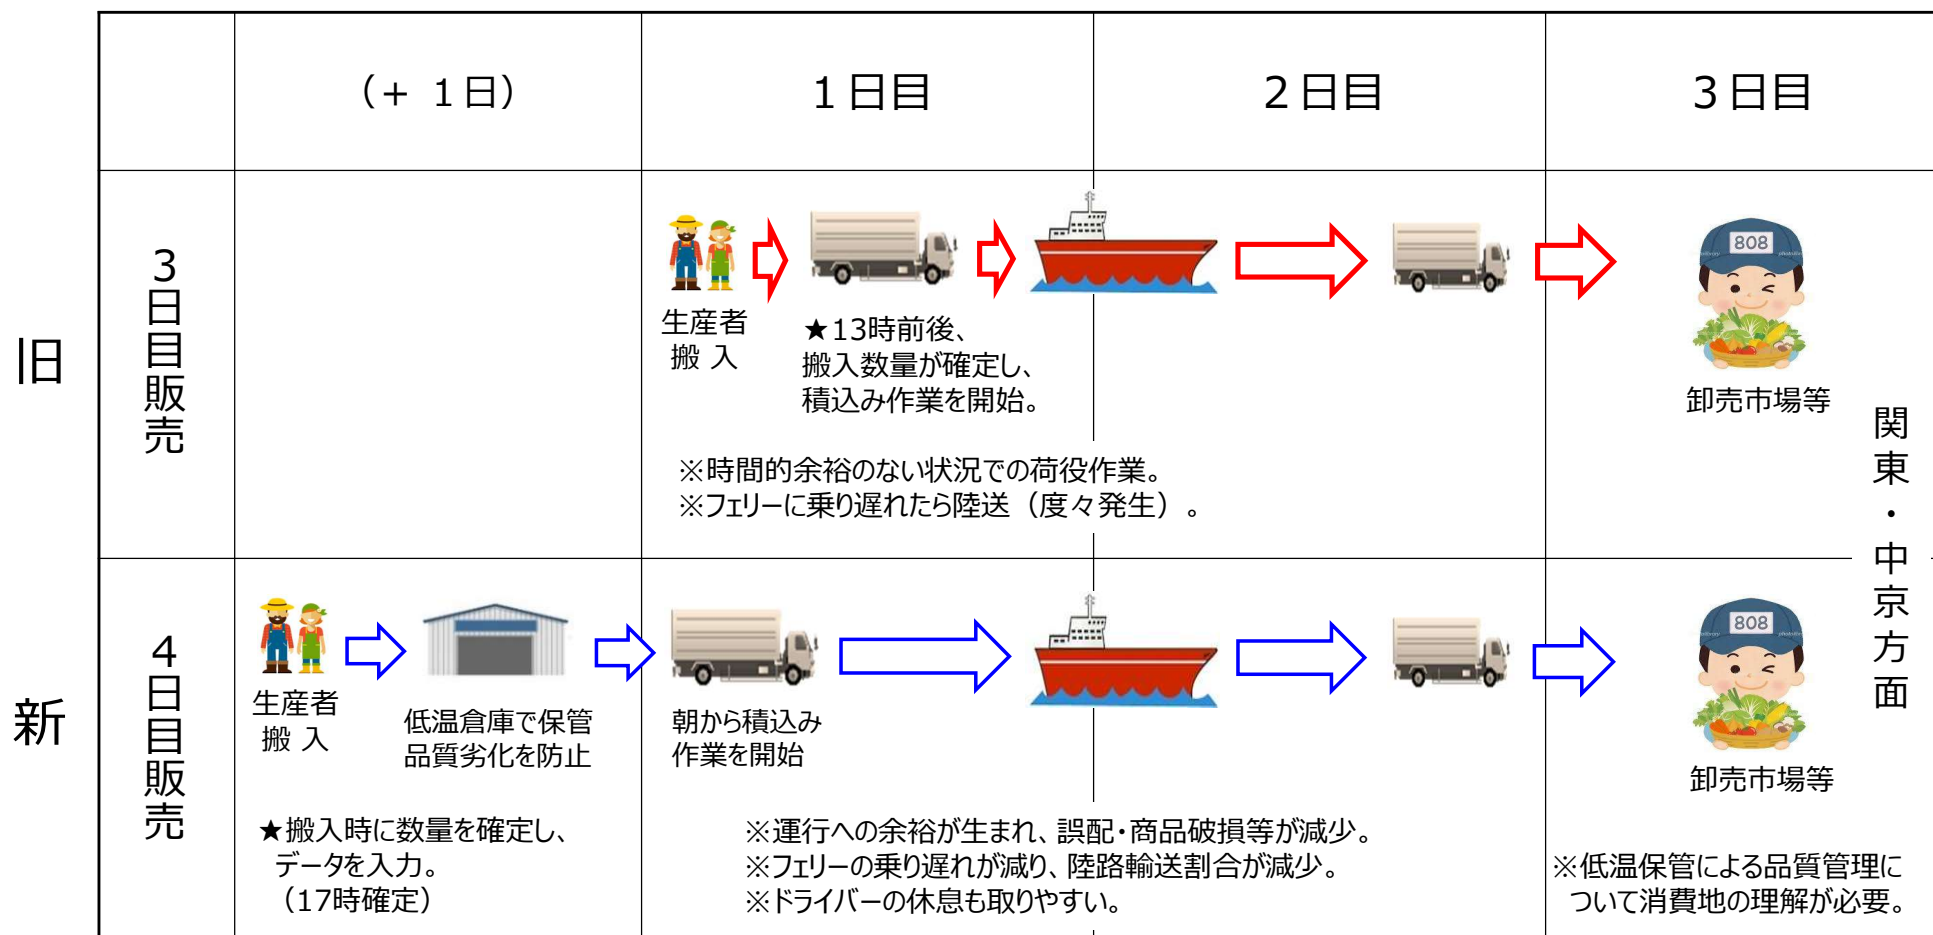 （+ １日）
１日目
２日目
３日目
旧
３日目販売
生産者
搬 入
★13時前後、
搬入数量が確定し、
積込み作業を開始。
808
卸売市場等
※時間的余裕のない状況での荷役作業。
※フェリーに乗り遅れたら陸送（度々発生）。
関東・中京方面
新
４日目販売
生産者
搬 入
低温倉庫で保管
品質劣化を防止
朝から積込み
作業を開始
808
卸売市場等
★搬入時に数量を確定し、
データを入力。
（17時確定）
※運行への余裕が生まれ、誤配・商品破損等が減少。
※フェリーの乗り遅れが減り、陸路輸送割合が減少。
※ドライバーの休息も取りやすい。
※低温保管による品質管理に
ついて消費地の理解が必要。